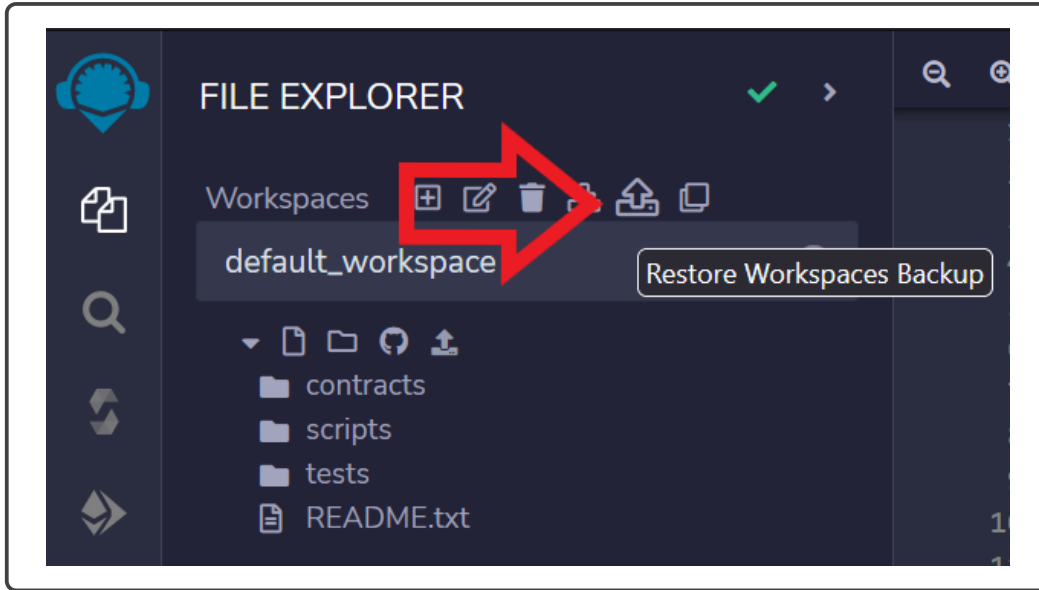 FILE EXPLORER
Workspaces
default_workspace
Restore Workspaces Backup
contracts
scripts
tests
README.txt